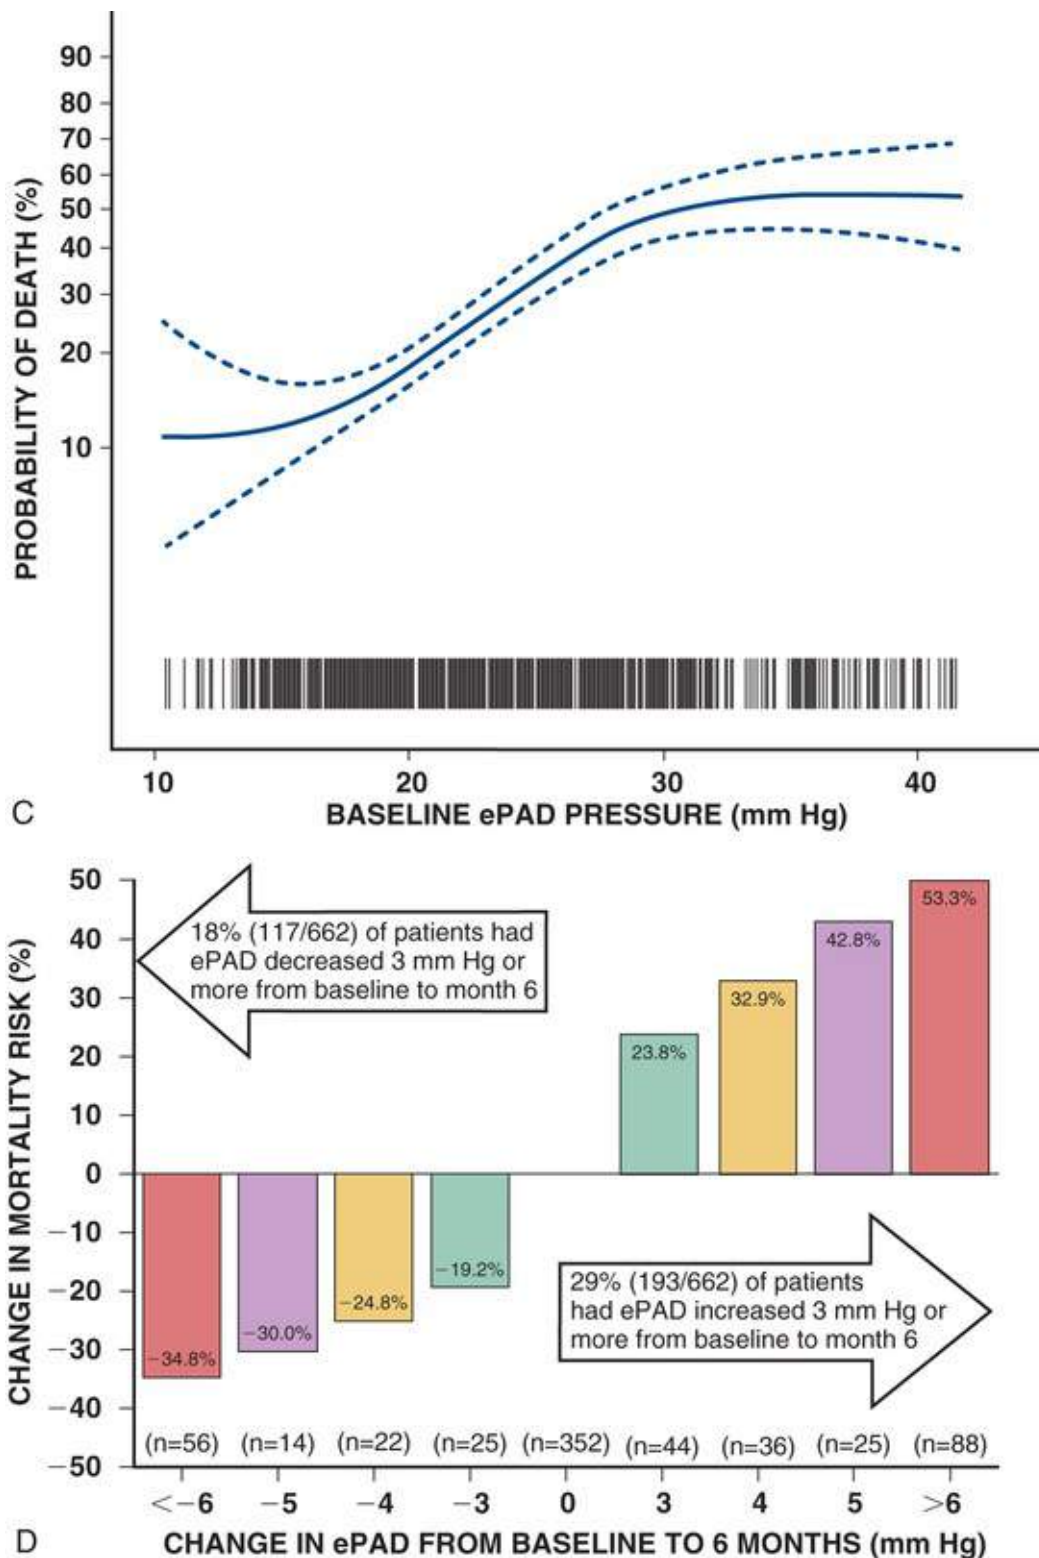 90
80
70
60
50
40
30
20
10
PROBABILITY OF DEATH (%)
10 20 30 40
BASELINE ePAD PRESSURE (mm Hg)
C
50
40
30
20
10
0
−10
−20
−30
−40
−50
CHANGE IN MORTALITY RISK (%)
18% (117/662) of patients had
ePAD decreased 3 mm Hg or
more from baseline to month 6
53.3%
42.8%
32.9%
23.8%
−19.2%
−24.8%
−30.0%
−34.8%
29% (193/662) of patients
had ePAD increased 3 mm Hg or
more from baseline to month 6
(n=56) (n=14) (n=22) (n=25) (n=352) (n=44) (n=36) (n=25) (n=88)
<−6 −5 −4 −3 0 3 4 5 >6
D
CHANGE IN ePAD FROM BASELINE TO 6 MONTHS (mm Hg)